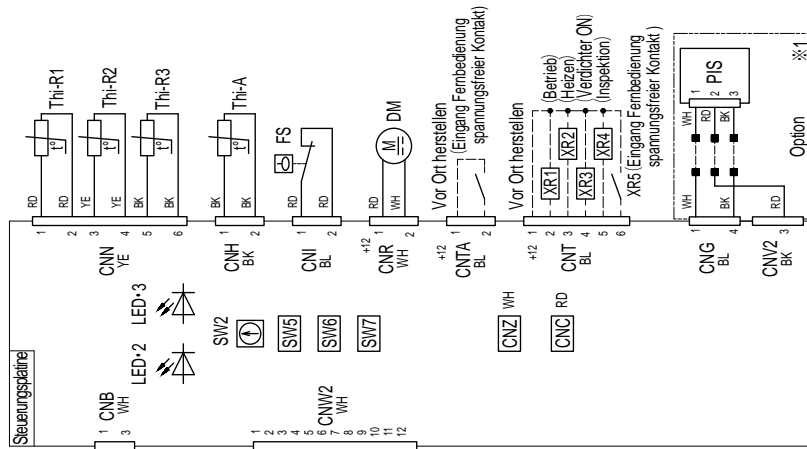 Steuerungsplatine
CNB
WH
1
3
CNW2
WH
1
2
3
4
5
6
7
8
9
10
11
12
LED•2
LED•3
SW2
SW5
SW6
SW7
CNZ WH
CNC RD
CNN
YE
1 RD
2 RD
3 YE
4 YE
5 BK
6 BK
t°
Thi-R1
t°
Thi-R2
t°
Thi-R3
CNH
BK
1 BK
2 BK
t°
Thi-A
CNI
BL
1 RD
2 RD
FS
+12
CNR
WH
1 RD
2 WH
M
DM
Vor Ort herstellen
(Eingang Fernbedienung
spannungsfreier Kontakt)
+12
CNTA
BL
1
2
Vor Ort herstellen
+12
CNT
BL
1
2
3
4
5
6
XR1 (Betrieb)
XR2 (Heizen)
XR3 (Verdichter ON)
XR4 (Inspektion)
XR5 (Eingang Fernbedienung
spannungsfreier Kontakt )
CNG
BL
1 WH
4 BK
CNV2
BK
3 RD
WH 1
RD 2
BK 3
PIS
Option
※1